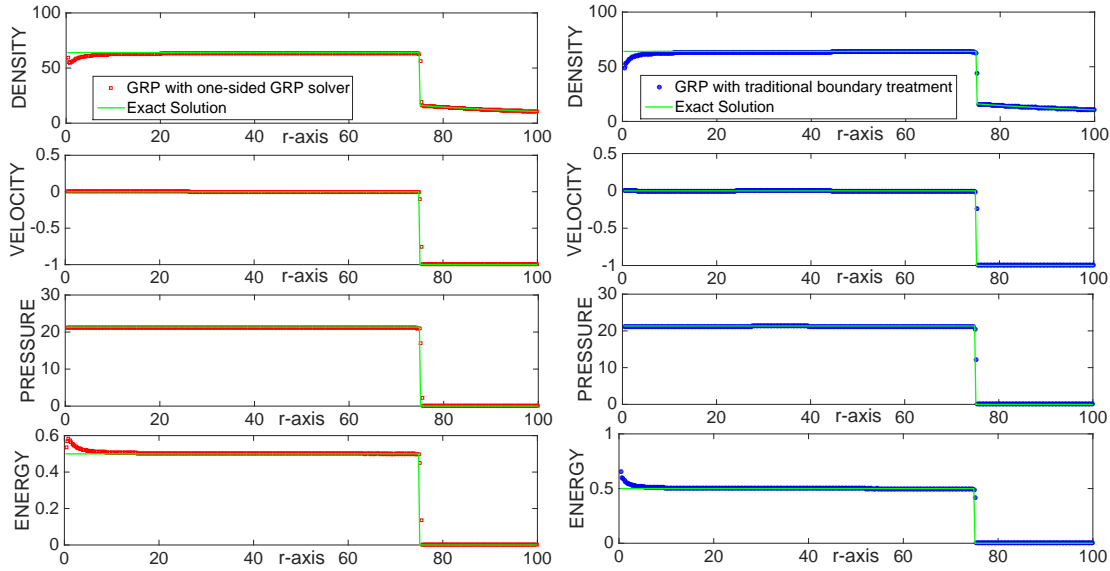 DENSITY
100
50
0
GRP with one-sided GRP solver
Exact Solution
0 20 40 60 80 100
r-axis
VELOCITY
0.5
0
-0.5
-1
0 20 40 60 80 100
r-axis
PRESSURE
30
20
10
0
0 20 40 60 80 100
r-axis
ENERGY
0.6
0.4
0.2
0
0 20 40 60 80 100
r-axis
DENSITY
100
50
0
GRP with traditional boundary treatment
Exact Solution
0 20 40 60 80 100
r-axis
VELOCITY
0.5
0
-0.5
-1
0 20 40 60 80 100
r-axis
PRESSURE
30
20
10
0
0 20 40 60 80 100
r-axis
ENERGY
1
0.5
0
0 20 40 60 80 100
r-axis